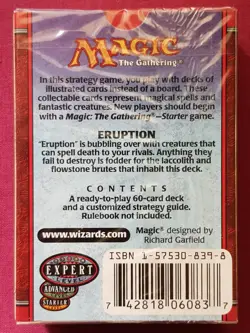 MAGIC
The Gathering®
In this strategy game, you play with decks of
illustrated cards instead of a board. These
collectable cards represent magical spells and
fantastic creatures. New players should begin
with a Magic: The Gathering—Starter game.
ERUPTION
"Eruption" is bubbling over with creatures that
can spell death to your rivals. Anything they
fail to destroy is fodder for the laccolith and
flowstone brutes that inhabit this deck.
CONTENTS
A ready-to-play 60-card deck
and a customized strategy guide.
Rulebook not included.
www.wizards.com
Magic® designed by
Richard Garfield
EXPERT
LEVEL
ADVANCED
STARTER
ISBN 1-57530-839-8
7 42818 06083 7